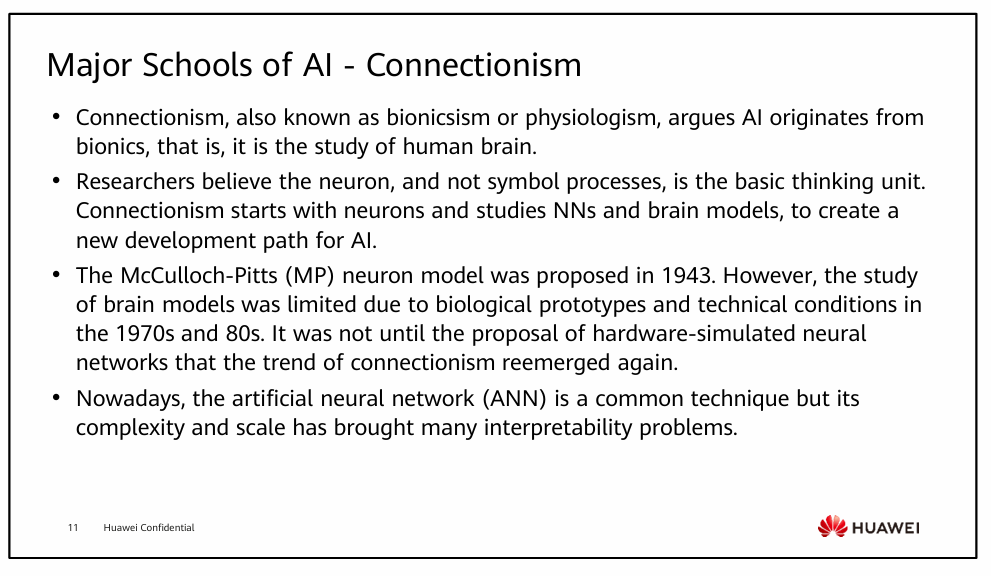 Major Schools of AI - Connectionism
• Connectionism, also known as bionicsism or physiologism, argues AI originates from
bionics, that is, it is the study of human brain.
• Researchers believe the neuron, and not symbol processes, is the basic thinking unit.
Connectionism starts with neurons and studies NNs and brain models, to create a
new development path for AI.
• The McCulloch-Pitts (MP) neuron model was proposed in 1943. However, the study
of brain models was limited due to biological prototypes and technical conditions in
the 1970s and 80s. It was not until the proposal of hardware-simulated neural
networks that the trend of connectionism reemerged again.
• Nowadays, the artificial neural network (ANN) is a common technique but its
complexity and scale has brought many interpretability problems.
11 Huawei Confidential
HUAWEI